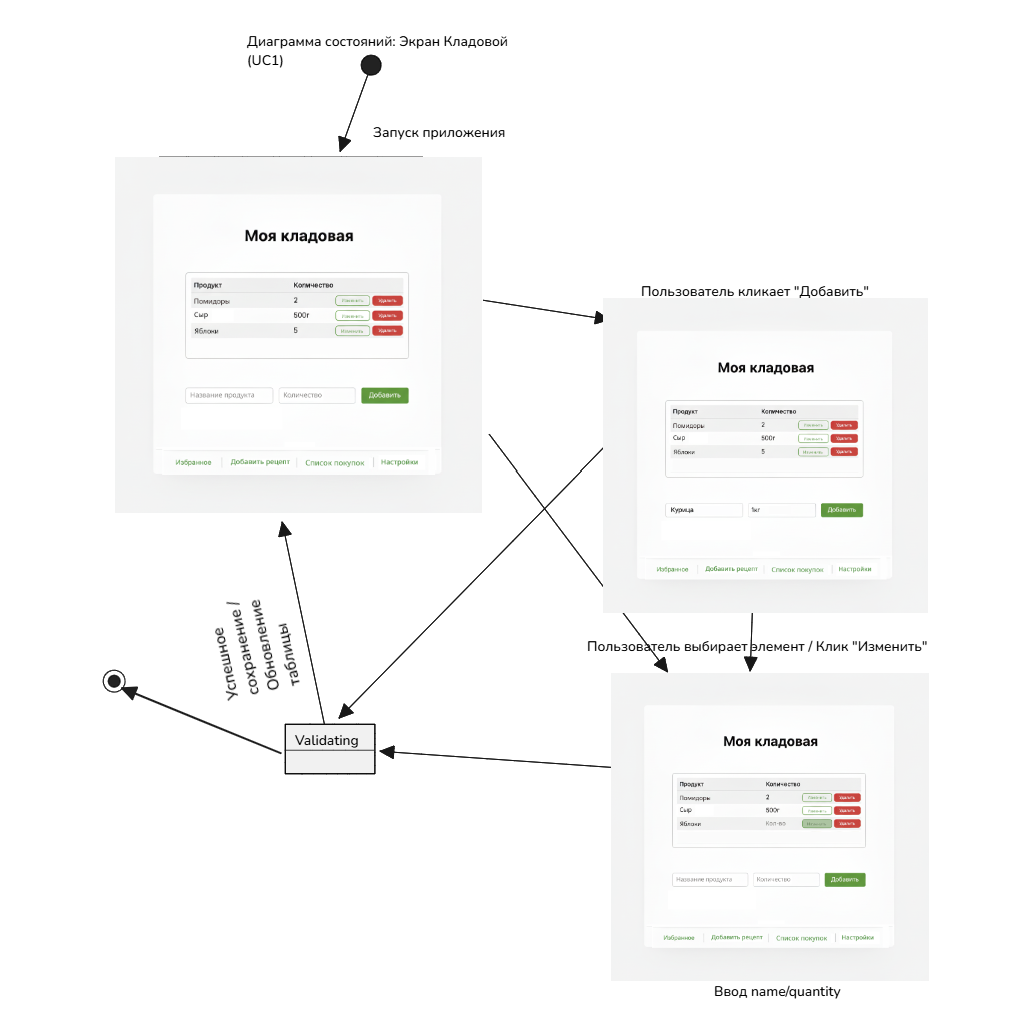 Диаграмма состояний: Экран Кладовой
(UC1)
Запуск приложения
Моя кладовая
Продукт Количество
Помидоры 2 Изменить Удалить
Сыр 500г Изменить Удалить
Яблоки 5 Изменить Удалить
Название продукта Количество Добавить
Избранное Добавить рецепт Список покупок Настройки
Пользователь кликает "Добавить"
Моя кладовая
Продукт Количество
Помидоры 2 Изменить Удалить
Сыр 500г Изменить Удалить
Яблоки 5 Изменить Удалить
Курица 1кг Добавить
Избранное Добавить рецепт Список покупок Настройки
Успешное
сохранение /
Обновление
таблицы
Validating
Пользователь выбирает элемент / Клик "Изменить"
Моя кладовая
Продукт Количество
Помидоры 2 Изменить Удалить
Сыр 500г Изменить Удалить
Яблоки Кол-во Изменить Удалить
Название продукта Количество Добавить
Избранное Добавить рецепт Список покупок Настройки
Ввод name/quantity